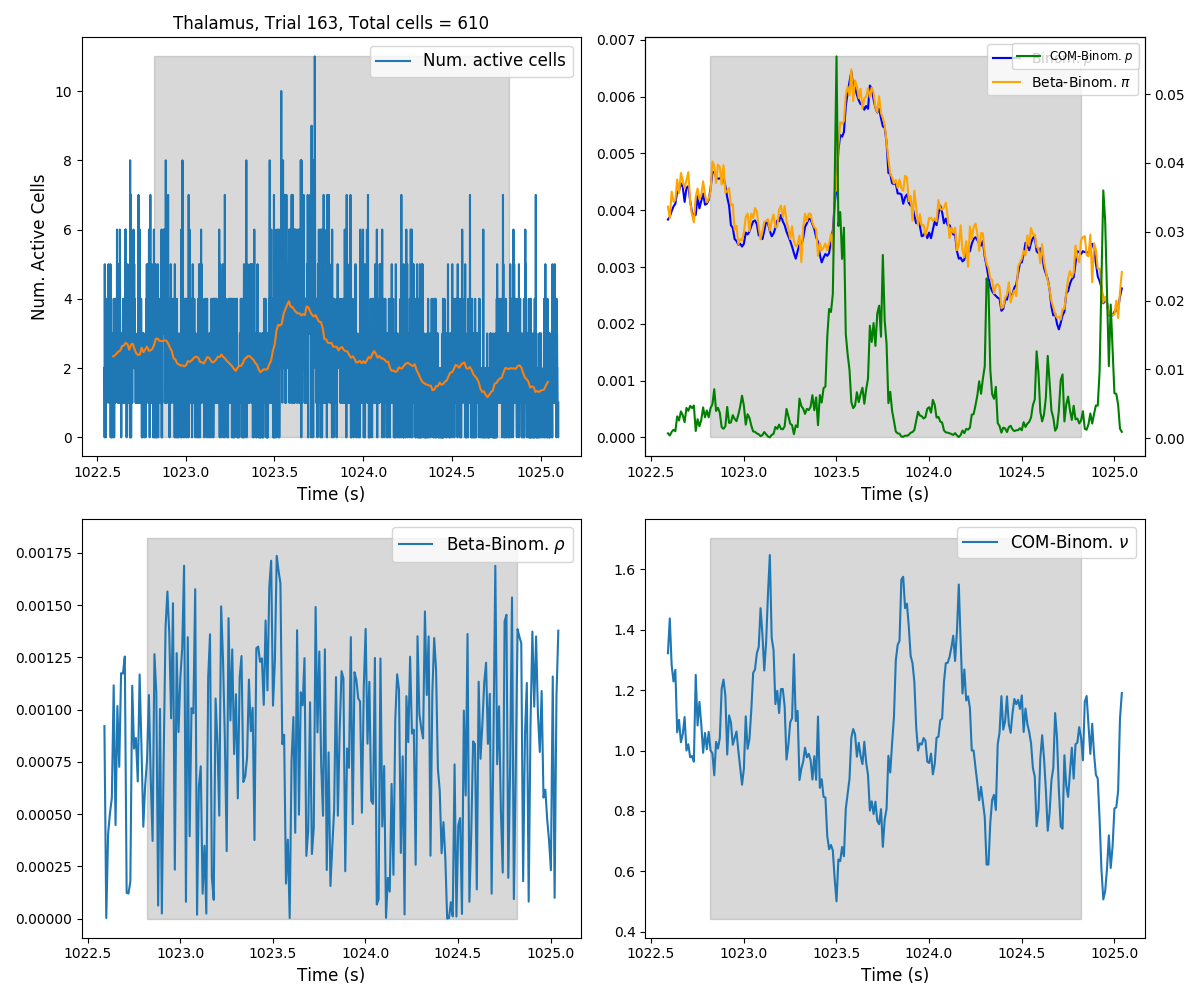 Thalamus, Trial 163, Total cells = 610
Num. active cells
Num. Active Cells
10
8
6
4
2
0
1022.5 1023.0 1023.5 1024.0 1024.5 1025.0
Time (s)
COM-Binom. p
Beta-Binom. π
0.007
0.006
0.005
0.004
0.003
0.002
0.001
0.000
0.05
0.04
0.03
0.02
0.01
0.00
1022.5 1023.0 1023.5 1024.0 1024.5 1025.0
Time (s)
Beta-Binom. ρ
0.00175
0.00150
0.00125
0.00100
0.00075
0.00050
0.00025
0.00000
1022.5 1023.0 1023.5 1024.0 1024.5 1025.0
Time (s)
COM-Binom. ν
1.6
1.4
1.2
1.0
0.8
0.6
0.4
1022.5 1023.0 1023.5 1024.0 1024.5 1025.0
Time (s)